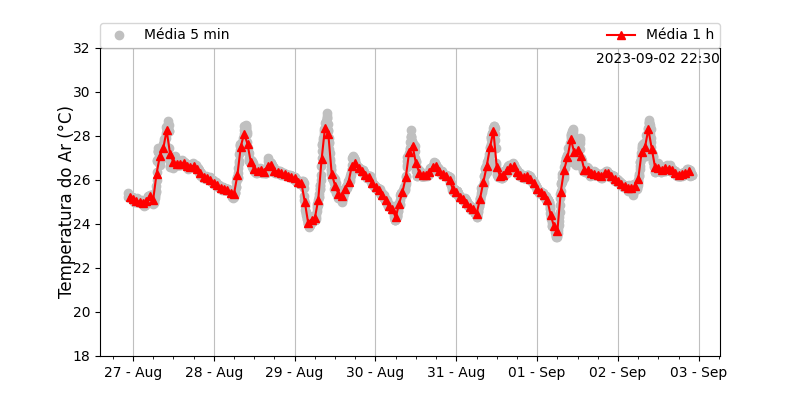 Média 5 min
Média 1 h
2023-09-02 22:30
Temperatura do Ar (°C)
32
30
28
26
24
22
20
18
27 - Aug
28 - Aug
29 - Aug
30 - Aug
31 - Aug
01 - Sep
02 - Sep
03 - Sep